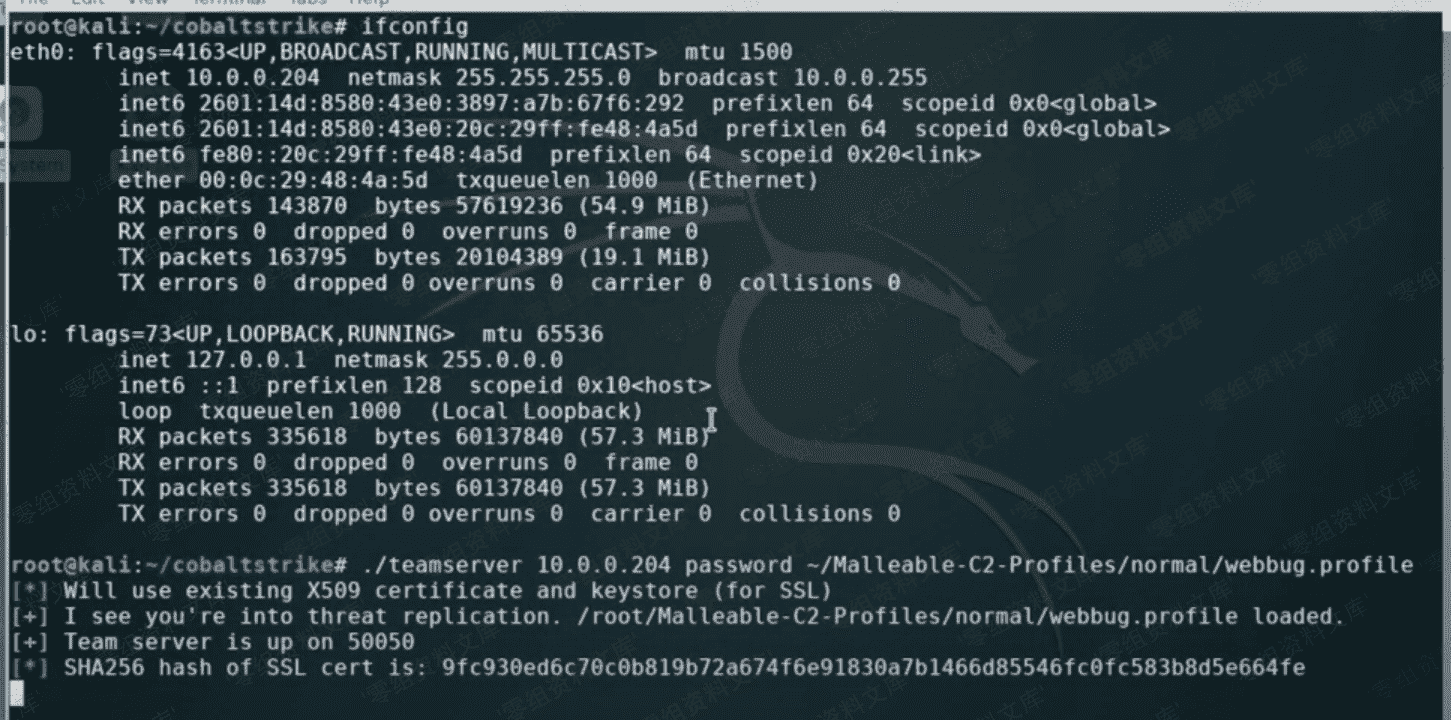 File Edit View Terminal Tabs Help
root@kali:~/cobaltstrike# ifconfig
eth0: flags=4163<UP,BROADCAST,RUNNING,MULTICAST>  mtu 1500
        inet 10.0.0.204  netmask 255.255.255.0  broadcast 10.0.0.255
        inet6 2601:14d:8580:43e0:3897:a7b:67f6:292  prefixlen 64  scopeid 0x0<global>
        inet6 2601:14d:8580:43e0:20c:29ff:fe48:4a5d  prefixlen 64  scopeid 0x0<global>
        inet6 fe80::20c:29ff:fe48:4a5d  prefixlen 64  scopeid 0x20<link>
        ether 00:0c:29:48:4a:5d  txqueuelen 1000  (Ethernet)
        RX packets 143870  bytes 57619236 (54.9 MiB)
        RX errors 0  dropped 0  overruns 0  frame 0
        TX packets 163795  bytes 20104389 (19.1 MiB)
        TX errors 0  dropped 0 overruns 0  carrier 0  collisions 0
lo: flags=73<UP,LOOPBACK,RUNNING>  mtu 65536
        inet 127.0.0.1  netmask 255.0.0.0
        inet6 ::1  prefixlen 128  scopeid 0x10<host>
        loop  txqueuelen 1000  (Local Loopback)
        RX packets 335618  bytes 60137840 (57.3 MiB)
        RX errors 0  dropped 0  overruns 0  frame 0
        TX packets 335618  bytes 60137840 (57.3 MiB)
        TX errors 0  dropped 0 overruns 0  carrier 0  collisions 0
root@kali:~/cobaltstrike# ./teamserver 10.0.0.204 password ~/Malleable-C2-Profiles/normal/webbug.profile
[*] Will use existing X509 certificate and keystore (for SSL)
[+] I see you're into threat replication. /root/Malleable-C2-Profiles/normal/webbug.profile loaded.
[+] Team server is up on 50050
[*] SHA256 hash of SSL cert is: 9fc930ed6c70c0b819b72a674f6e91830a7b1466d85546fc0fc583b8d5e664fe
零组资料文库